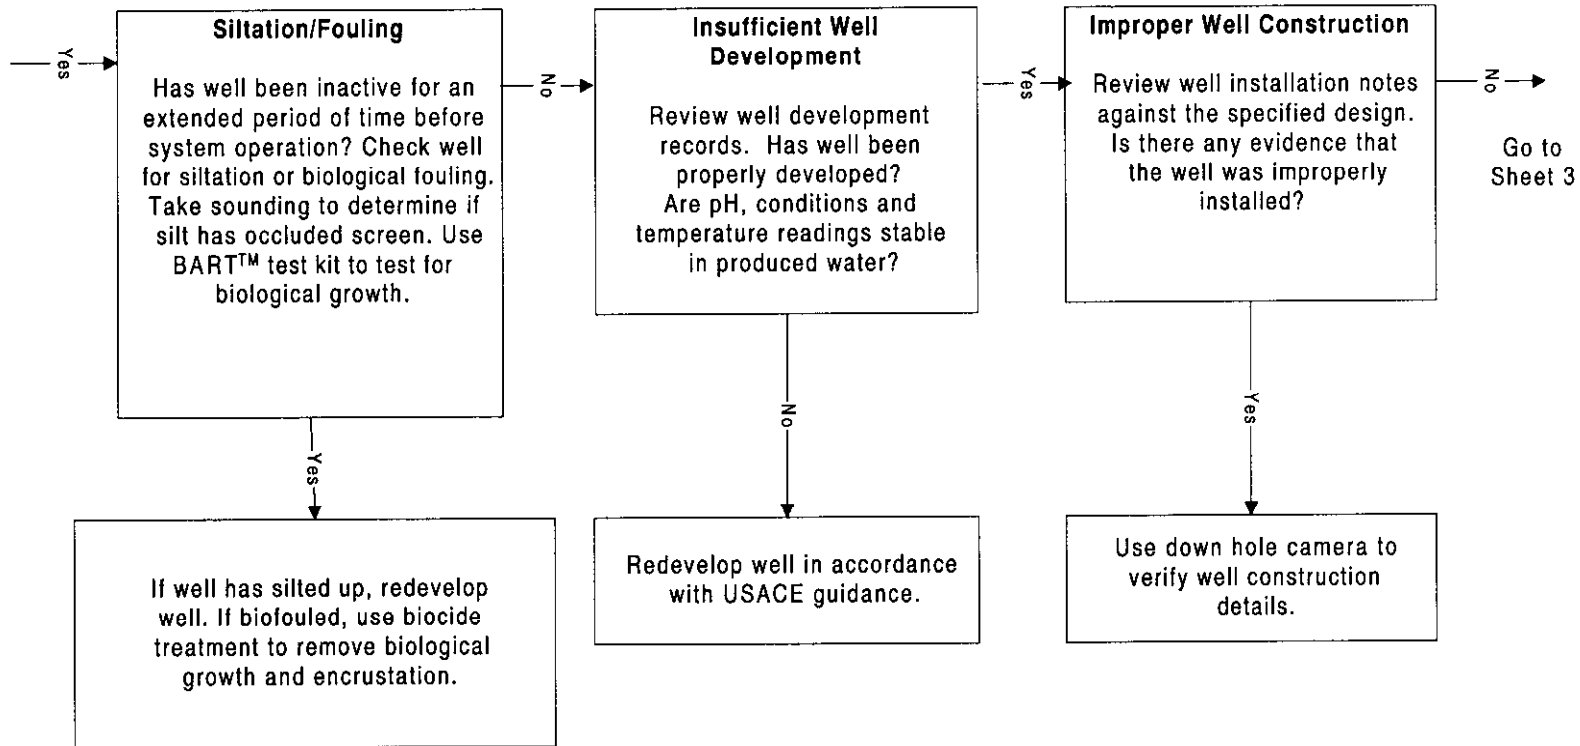 Yes
Siltation/Fouling
Has well been inactive for an
extended period of time before
system operation? Check well
for siltation or biological fouling.
Take sounding to determine if
silt has occluded screen. Use
BART™ test kit to test for
biological growth.
No
Insufficient Well
Development
Review well development
records. Has well been
properly developed?
Are pH, conditions and
temperature readings stable
in produced water?
Yes
Improper Well Construction
Review well installation notes
against the specified design.
Is there any evidence that
the well was improperly
installed?
No
Go to
Sheet 3
Yes
If well has silted up, redevelop
well. If biofouled, use biocide
treatment to remove biological
growth and encrustation.
No
Redevelop well in accordance
with USACE guidance.
Yes
Use down hole camera to
verify well construction
details.